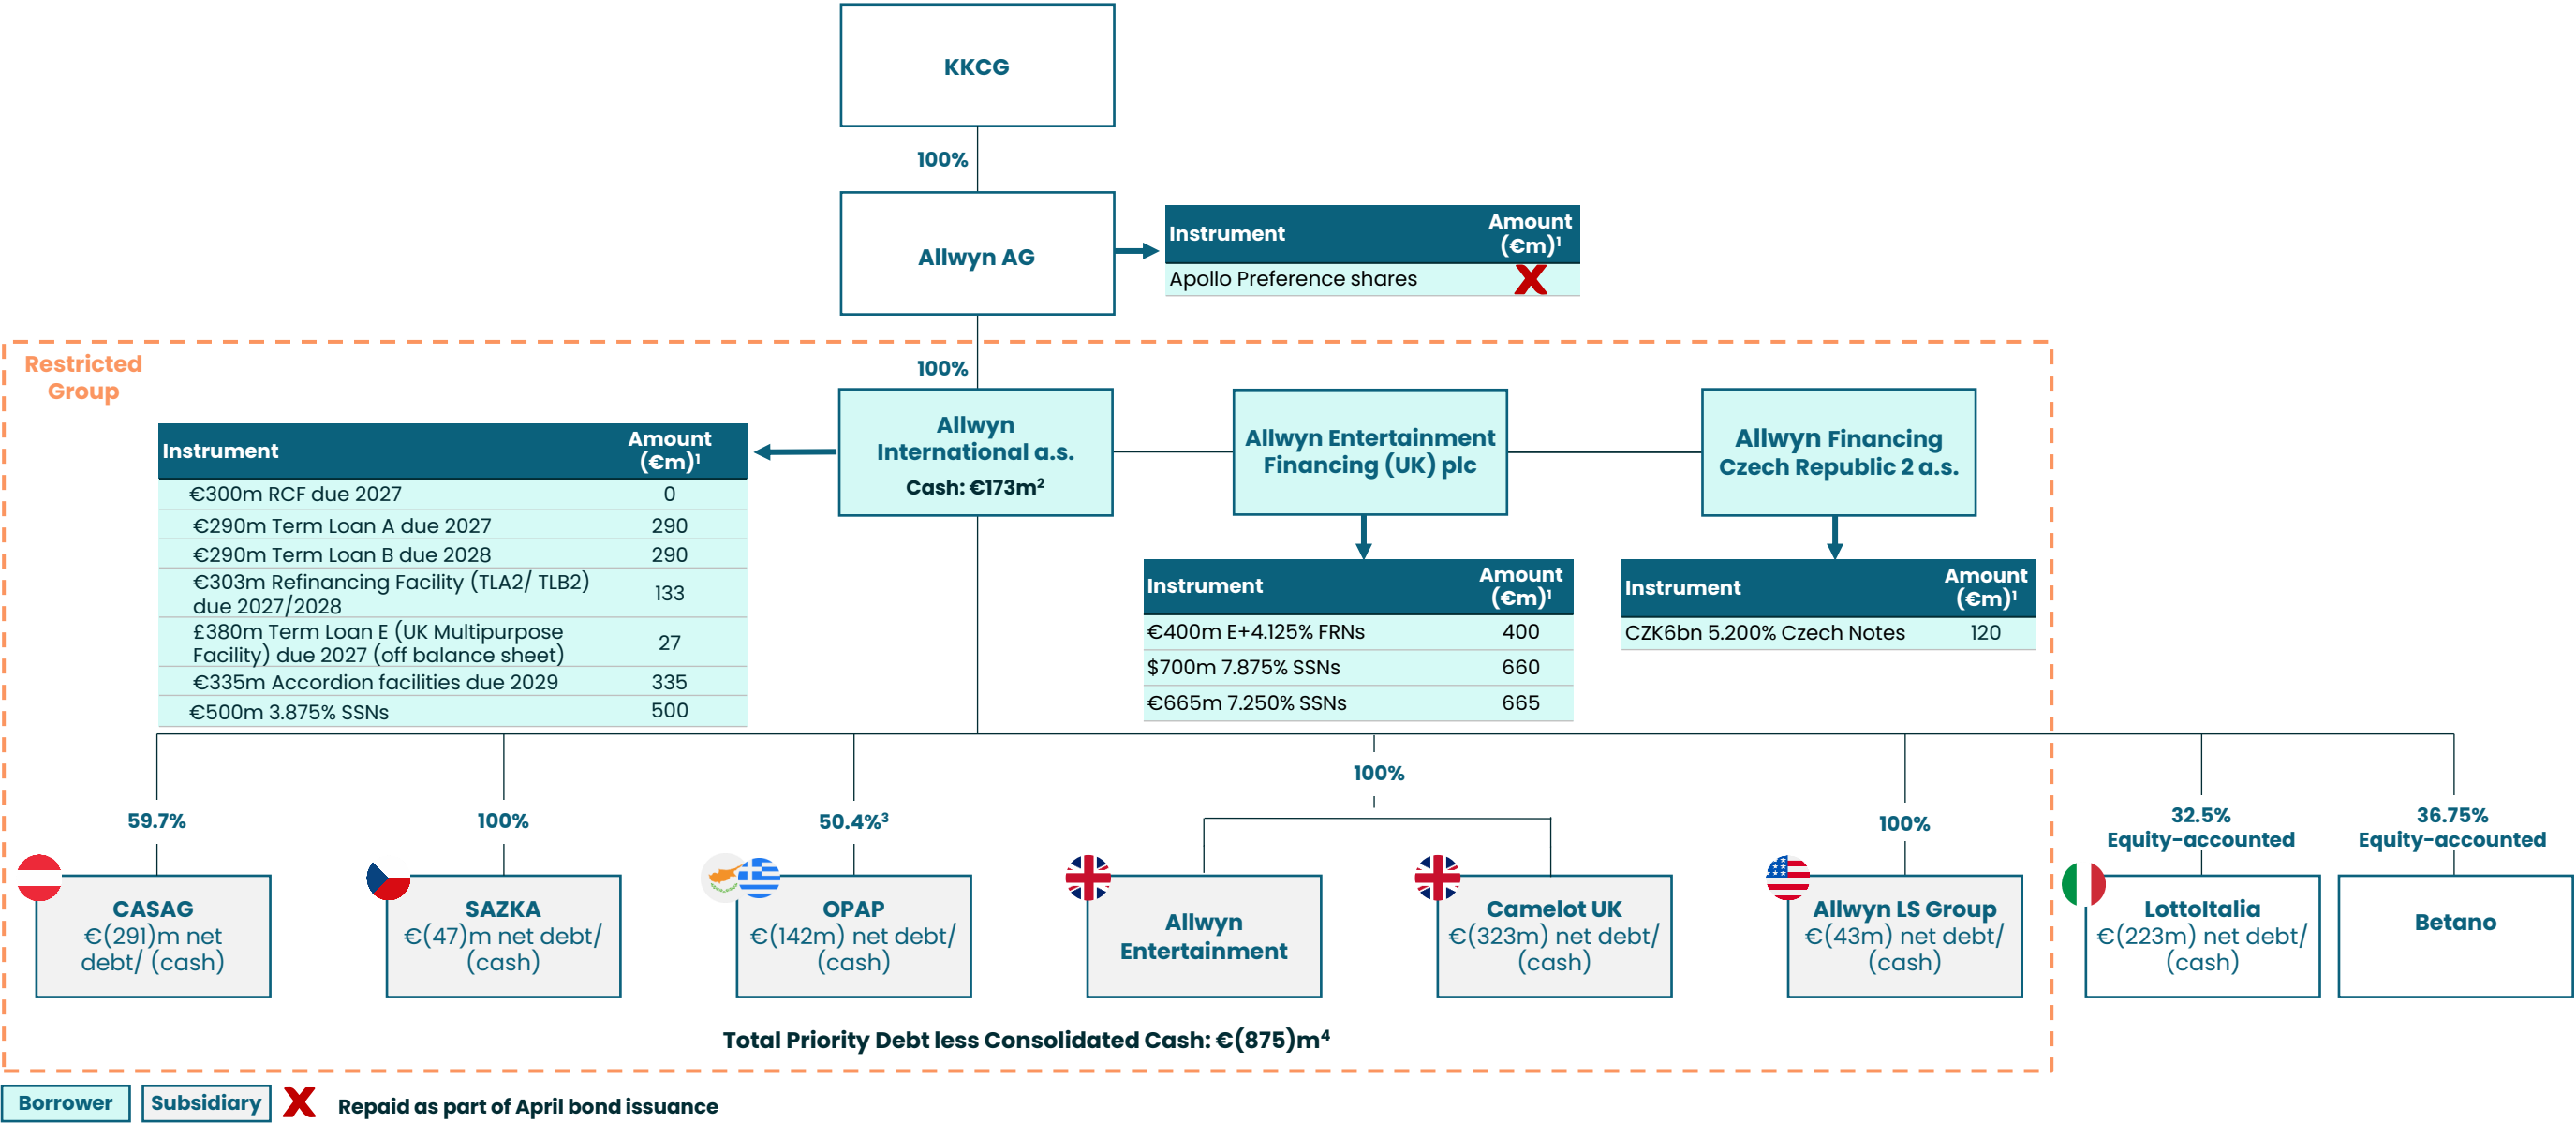 KKCG
100%
Allwyn AG
Instrument
Amount
(€m)¹
Apollo Preference shares
Restricted
Group
100%
Allwyn
International a.s.
Cash: €173m²
Allwyn Entertainment
Financing (UK) plc
Allwyn Financing
Czech Republic 2 a.s.
Instrument
Amount
(€m)¹
€300m RCF due 2027 0
€290m Term Loan A due 2027 290
€290m Term Loan B due 2028 290
€303m Refinancing Facility (TLA2/ TLB2)
due 2027/2028
133
£380m Term Loan E (UK Multipurpose
Facility) due 2027 (off balance sheet)
27
€335m Accordion facilities due 2029 335
€500m 3.875% SSNs 500
Instrument
Amount
(€m)¹
€400m E+4.125% FRNs 400
$700m 7.875% SSNs 660
€665m 7.250% SSNs 665
Instrument
Amount
(€m)¹
CZK6bn 5.200% Czech Notes 120
59.7%
100%
50.4%³
100%
100%
32.5%
Equity-accounted
36.75%
Equity-accounted
CASAG
€(291)m net
debt/ (cash)
SAZKA
€(47)m net debt/
(cash)
OPAP
€(142m) net debt/
(cash)
Allwyn
Entertainment
Camelot UK
€(323m) net debt/
(cash)
Allwyn LS Group
€(43m) net debt/
(cash)
LottoItalia
€(223m) net debt/
(cash)
Betano
Total Priority Debt less Consolidated Cash: €(875)m⁴
Borrower
Subsidiary
Repaid as part of April bond issuance